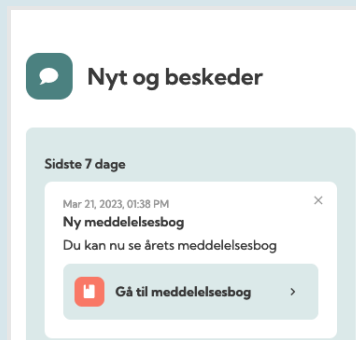 Nyt og beskeder
Sidste 7 dage
Mar 21, 2023, 01:38 PM
Ny meddelelsesbog
Du kan nu se årets meddelelsesbog
Gå til meddelelsesbog